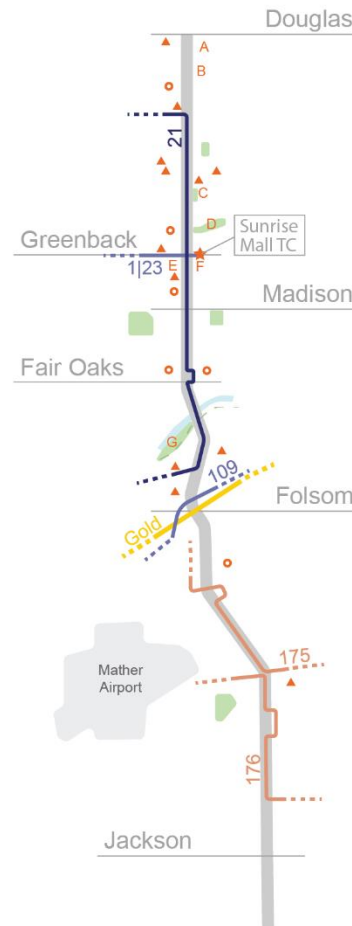 Douglas
A
B
21
C
D
Sunrise
Mall TC
Greenback
E
F
1|23
Madison
Fair Oaks
G
109
Folsom
Gold
175
Mather
Airport
176
Jackson